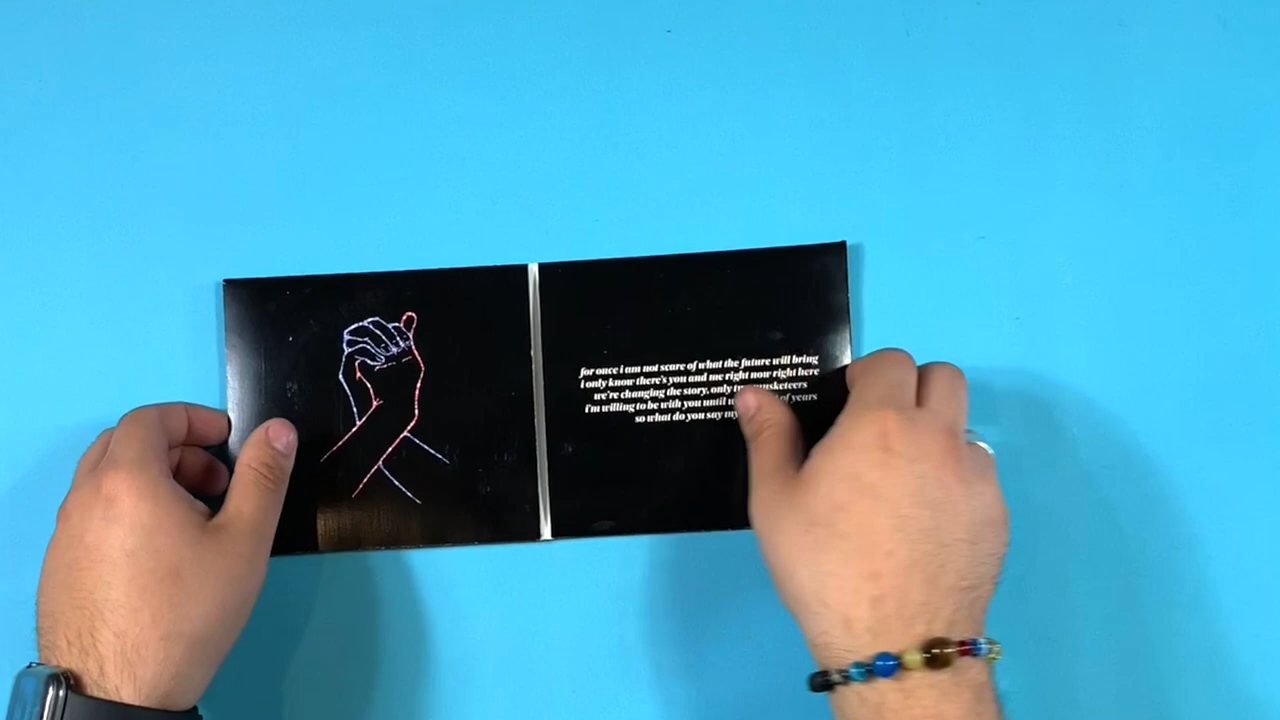 for once i am not scare of what the future will bring
i only know there's you and me right now right here
we're changing the story, only musketeers
i'm willing to be with you until of years
so what do you say my